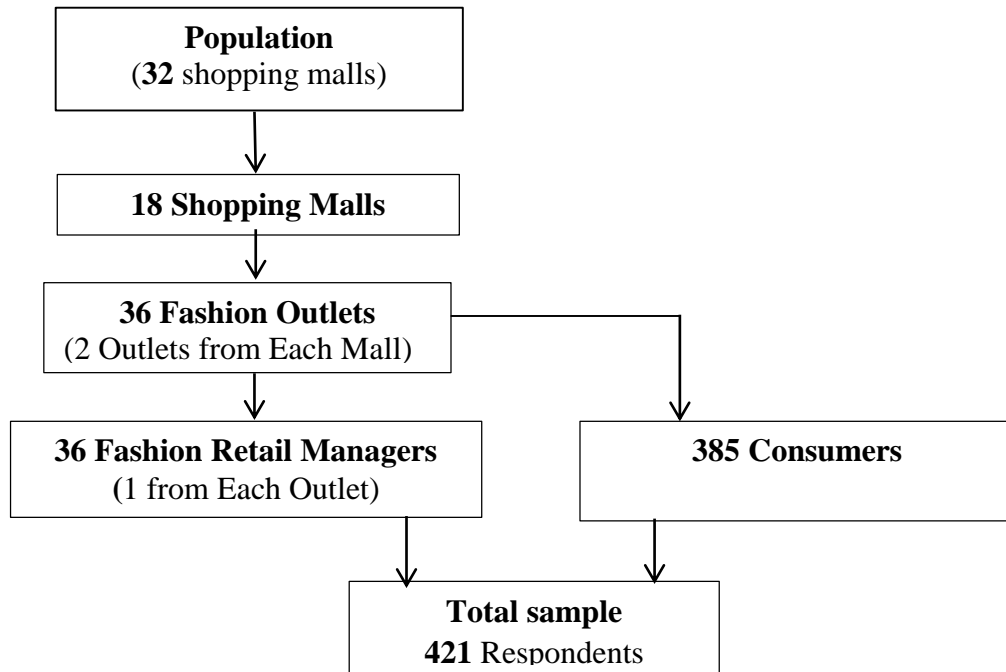 Population
(32 shopping malls)
18 Shopping Malls
36 Fashion Outlets
(2 Outlets from Each Mall)
36 Fashion Retail Managers
(1 from Each Outlet)
385 Consumers
Total sample
421 Respondents